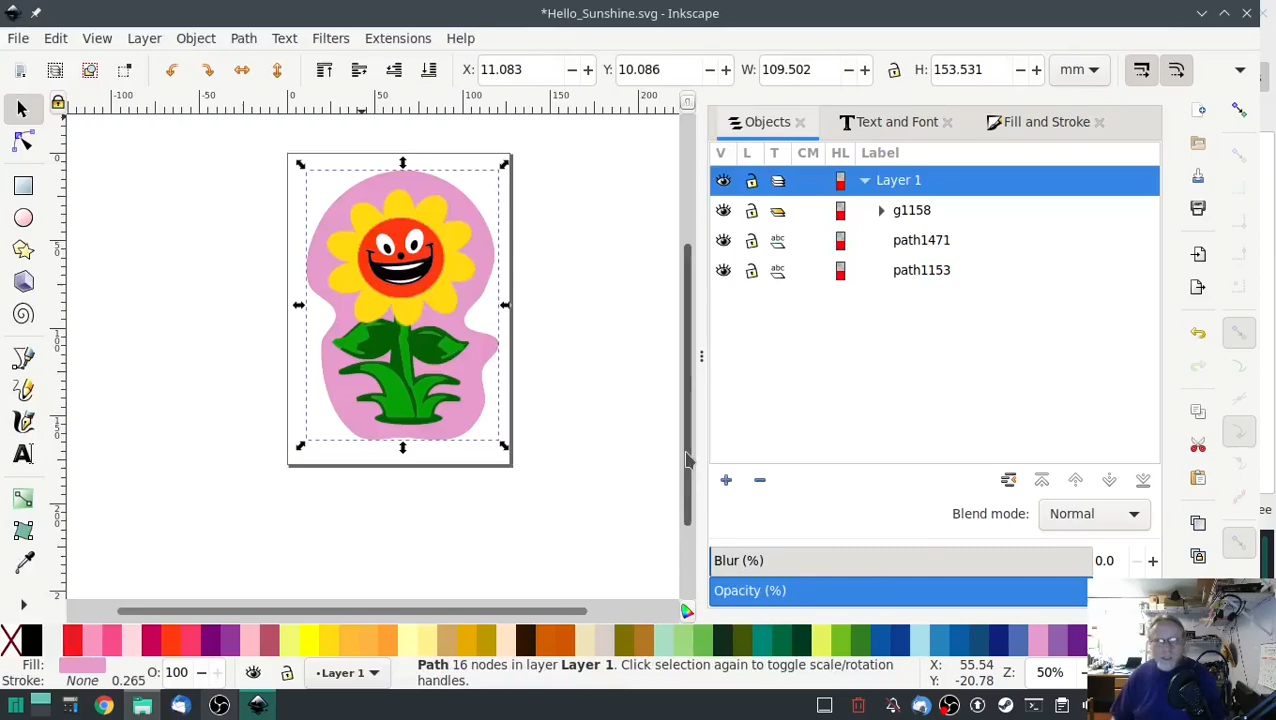 *Hello_Sunshine.svg - Inkscape
File Edit View Layer Object Path Text Filters Extensions Help
X: 11.083 Y: 10.086 W: 109.502 H: 153.531 mm
-100 -50 0 50 100 150 200
Objects Text and Font Fill and Stroke
V L T CM HL Label
Layer 1
g1158
abc path1471
abc path1153
Blend mode: Normal
Blur (%) 0.0
Opacity (%)
Fill: O: 100 •Layer 1 Path 16 nodes in layer Layer 1. Click selection again to toggle scale/rotation handles. X: 55.54 Z: 50%
Stroke: None 0.265 Y: -20.78